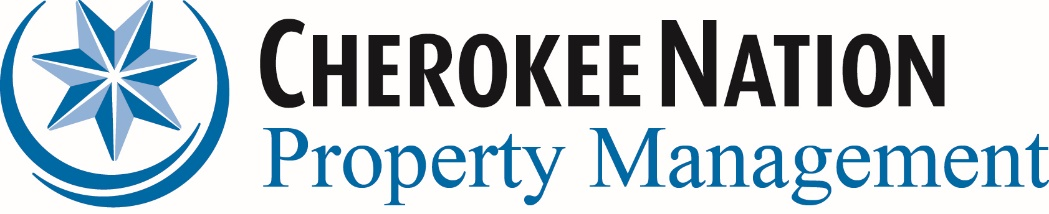 CHEROKEE NATION
Property Management